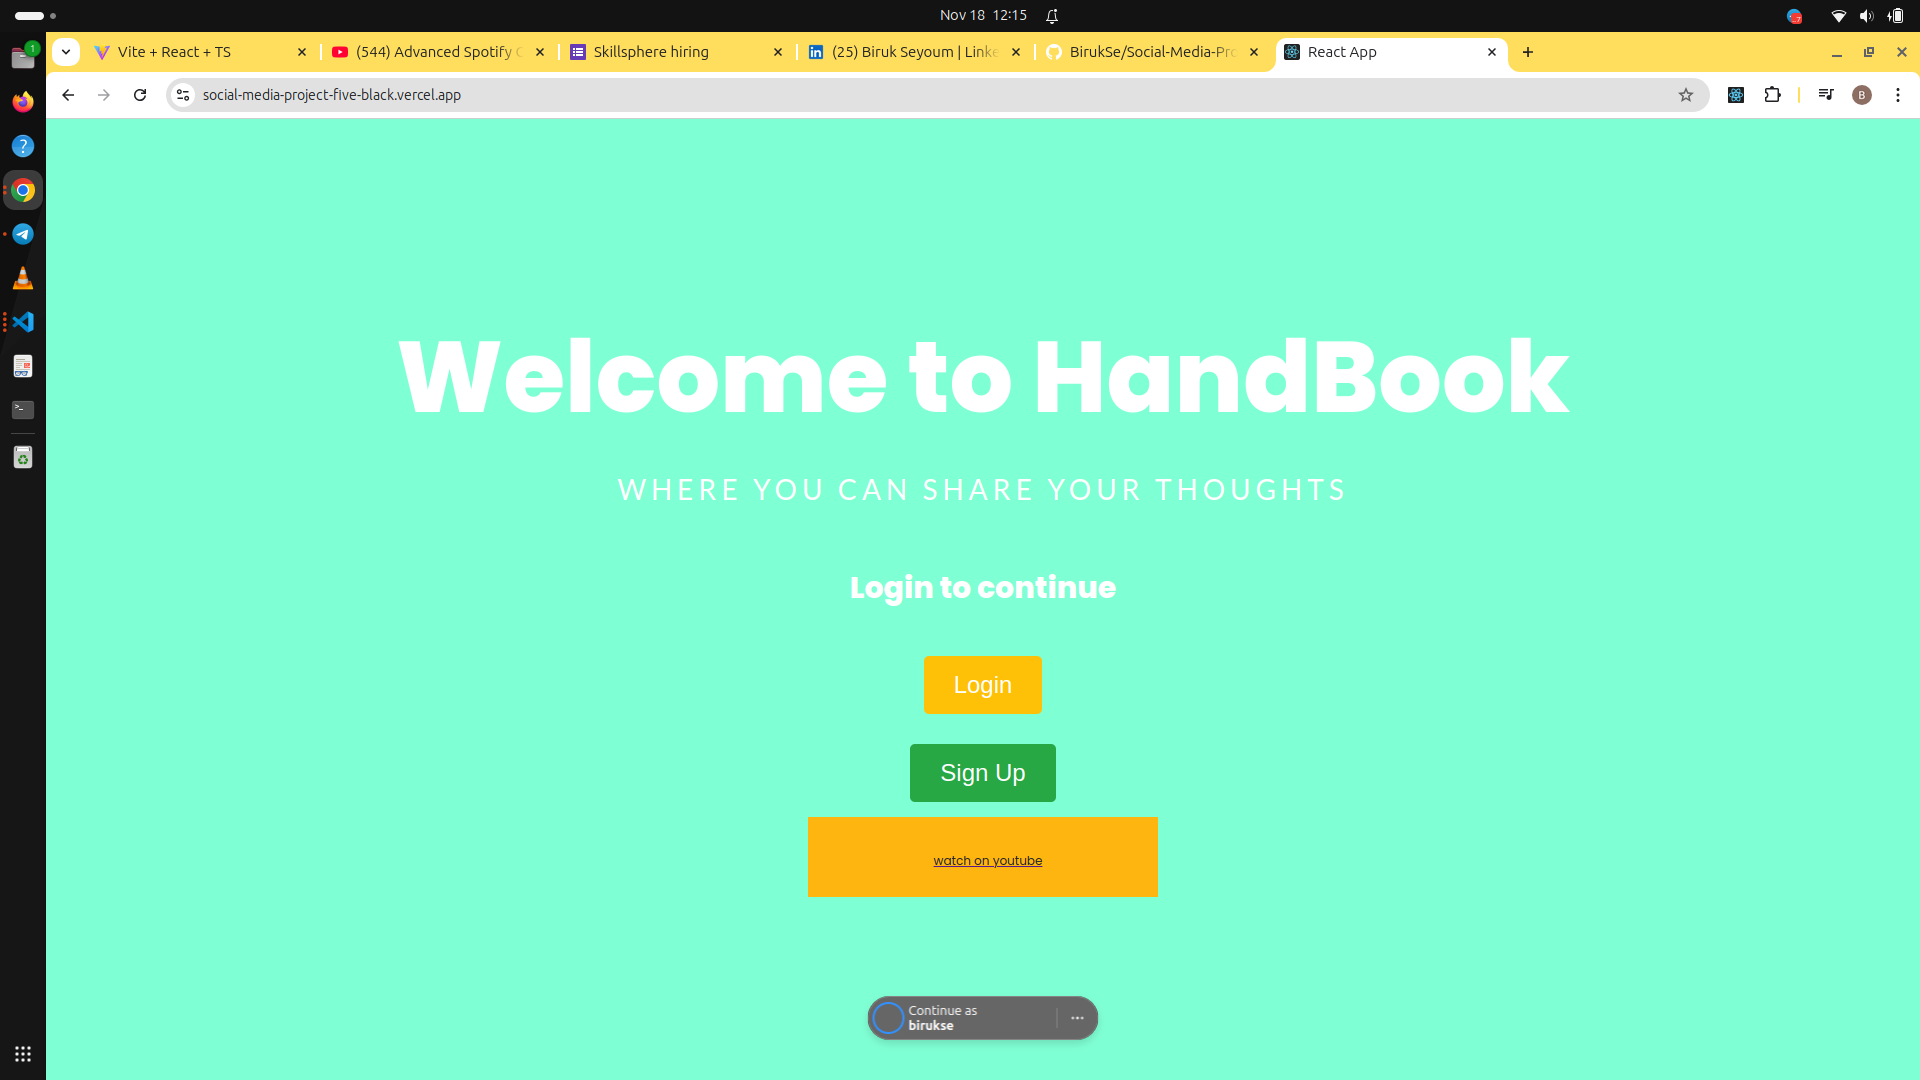 Nov 18 12:15
1
7
Vite + React + TS
(544) Advanced Spotify
Skillsphere hiring
(25) Biruk Seyoum | Linke
BirukSe/Social-Media-Pro
React App
social-media-project-five-black.vercel.app
B
Welcome to HandBook
WHERE YOU CAN SHARE YOUR THOUGHTS
Login to continue
Login
Sign Up
watch on youtube
Continue as
birukse